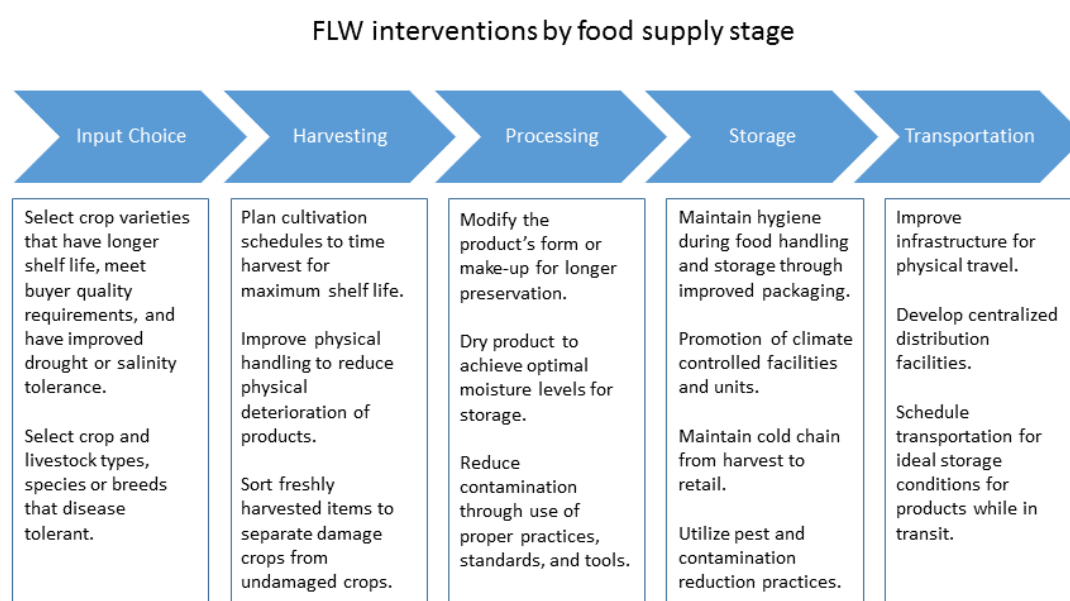 FLW interventions by food supply stage
Input Choice
Harvesting
Processing
Storage
Transportation
Select crop varieties
that have longer
shelf life, meet
buyer quality
requirements, and
have improved
drought or salinity
tolerance.
Select crop and
livestock types,
species or breeds
that disease
tolerant.
Plan cultivation
schedules to time
harvest for
maximum shelf life.
Improve physical
handling to reduce
physical
deterioration of
products.
Sort freshly
harvested items to
separate damage
crops from
undamaged crops.
Modify the
product's form or
make-up for longer
preservation.
Dry product to
achieve optimal
moisture levels for
storage.
Reduce
contamination
through use of
proper practices,
standards, and tools.
Maintain hygiene
during food handling
and storage through
improved packaging.
Promotion of climate
controlled facilities
and units.
Maintain cold chain
from harvest to
retail.
Utilize pest and
contamination
reduction practices.
Improve
infrastructure for
physical travel.
Develop centralized
distribution
facilities.
Schedule
transportation for
ideal storage
conditions for
products while in
transit.